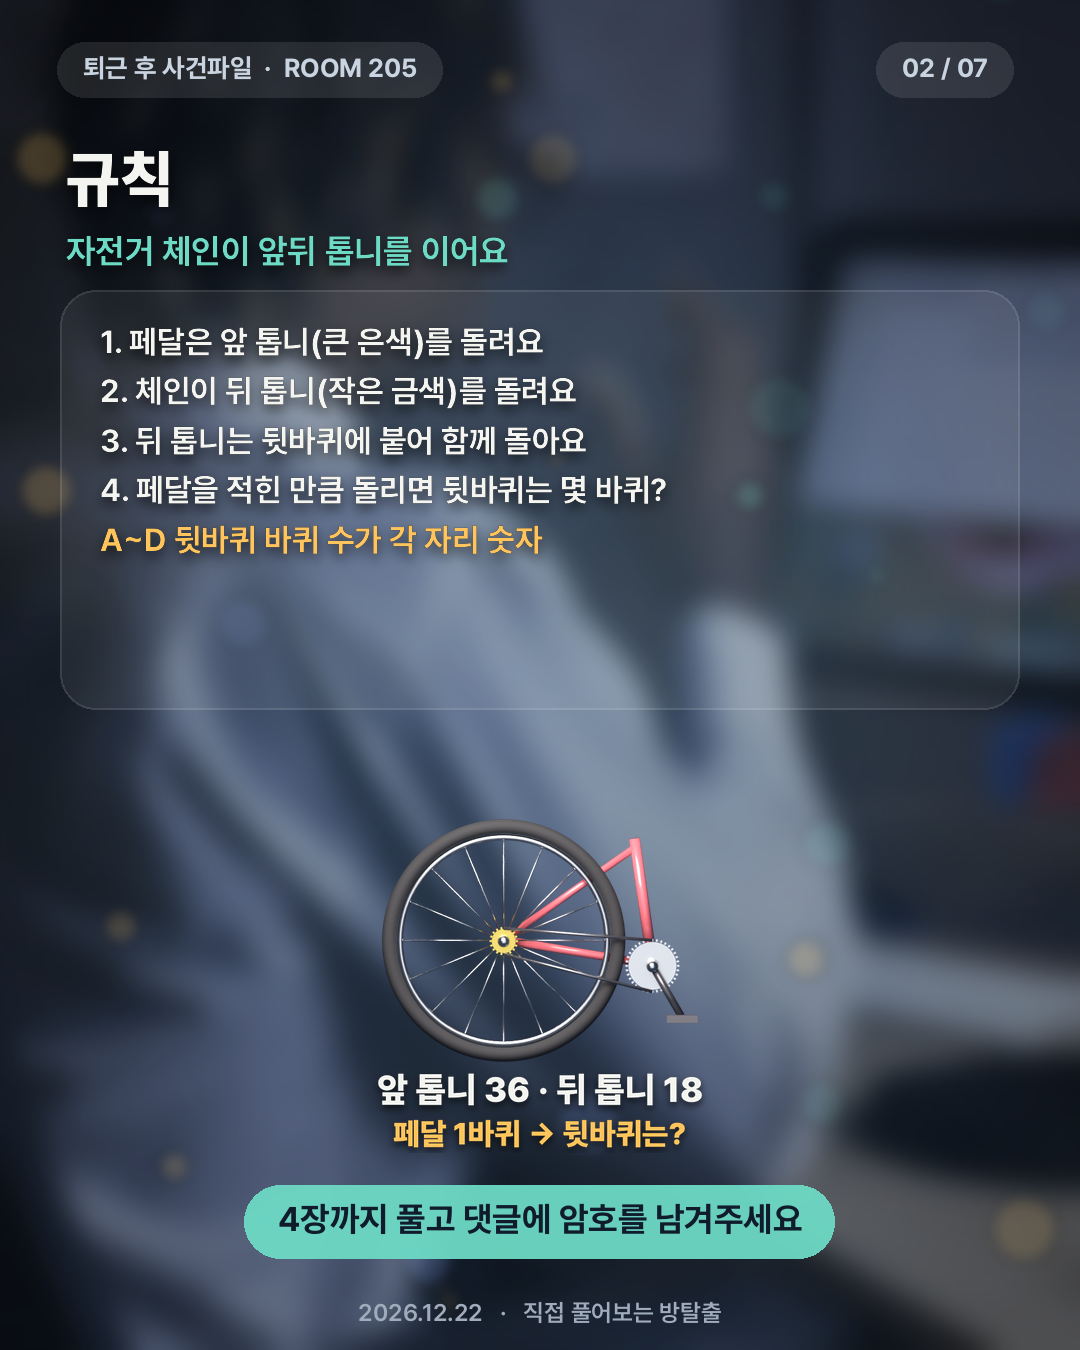 퇴근 후 사건파일 · ROOM 205
02 / 07
규칙
자전거 체인이 앞뒤 톱니를 이어요
1. 페달은 앞 톱니(큰 은색)를 돌려요
2. 체인이 뒤 톱니(작은 금색)를 돌려요
3. 뒤 톱니는 뒷바퀴에 붙어 함께 돌아요
4. 페달을 적힌 만큼 돌리면 뒷바퀴는 몇 바퀴?
A~D 뒷바퀴 바퀴 수가 각 자리 숫자
앞 톱니 36 · 뒤 톱니 18
페달 1바퀴 → 뒷바퀴는?
4장까지 풀고 댓글에 암호를 남겨주세요
2026.12.22 · 직접 풀어보는 방탈출